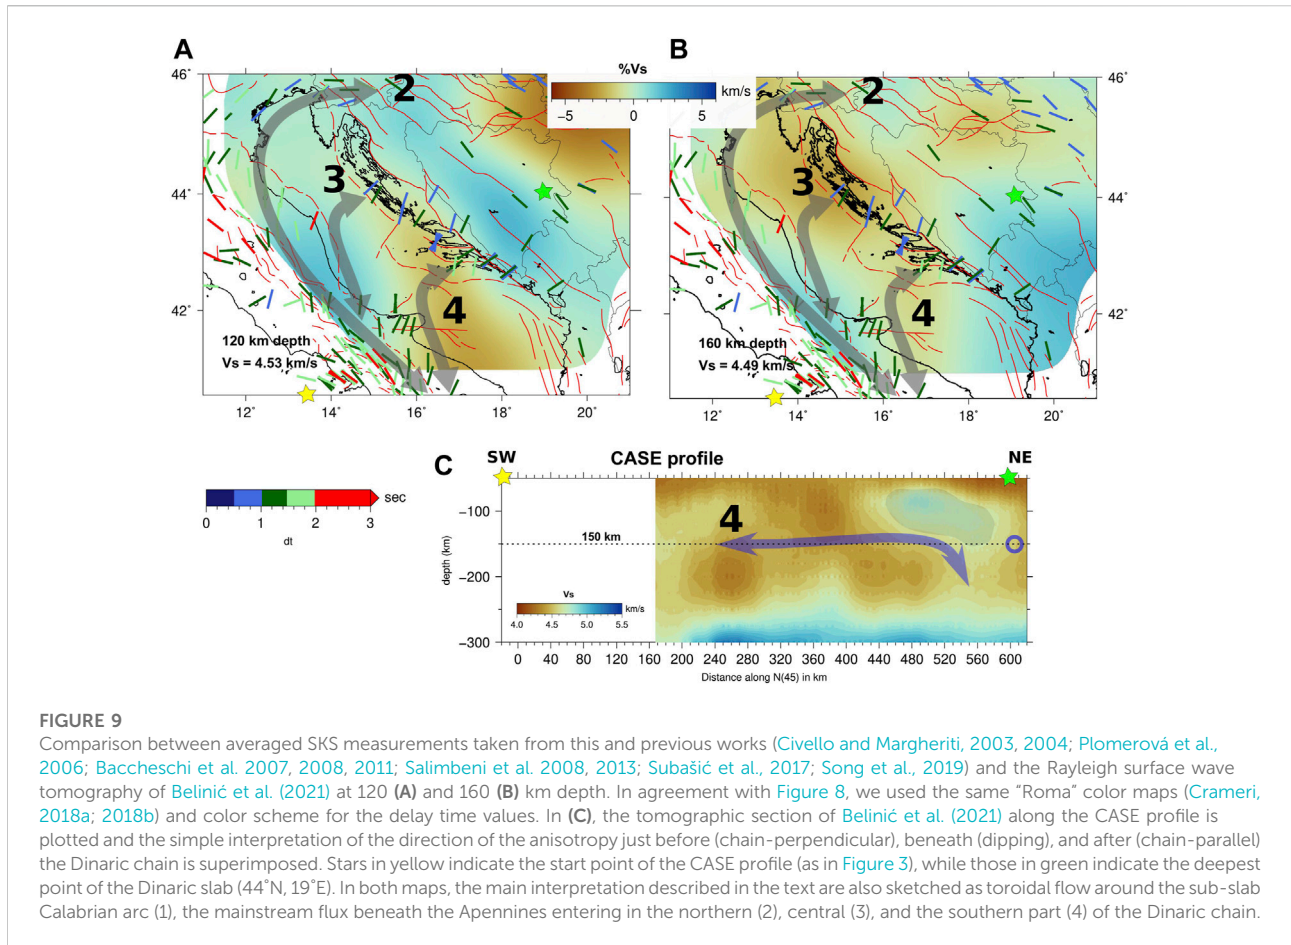 A
B
%Vs
−5 0 5 km/s
46°
44°
42°
2
3
4
120 km depth
Vs = 4.53 km/s
12° 14° 16° 18° 20°
46°
44°
42°
2
3
4
160 km depth
Vs = 4.49 km/s
12° 14° 16° 18° 20°
C
SW
CASE profile
NE
sec
0 1 2 3
dt
depth (km)
−100
−200
−300
4
150 km
Vs
km/s
4.0 4.5 5.0 5.5
0 40 80 120 160 200 240 280 320 360 400 440 480 520 560 600
Distance along N(45) in km
FIGURE 9
Comparison between averaged SKS measurements taken from this and previous works (Civello and Margheriti, 2003, 2004; Plomerová et al.,
2006; Baccheschi et al. 2007, 2008, 2011; Salimbeni et al. 2008, 2013; Subašić et al., 2017; Song et al., 2019) and the Rayleigh surface wave
tomography of Belinić et al. (2021) at 120 (A) and 160 (B) km depth. In agreement with Figure 8, we used the same “Roma” color maps (Crameri,
2018a; 2018b) and color scheme for the delay time values. In (C), the tomographic section of Belinić et al. (2021) along the CASE profile is
plotted and the simple interpretation of the direction of the anisotropy just before (chain-perpendicular), beneath (dipping), and after (chain-parallel)
the Dinaric chain is superimposed. Stars in yellow indicate the start point of the CASE profile (as in Figure 3), while those in green indicate the deepest
point of the Dinaric slab (44°N, 19°E). In both maps, the main interpretation described in the text are also sketched as toroidal flow around the sub-slab
Calabrian arc (1), the mainstream flux beneath the Apennines entering in the northern (2), central (3), and the southern part (4) of the Dinaric chain.